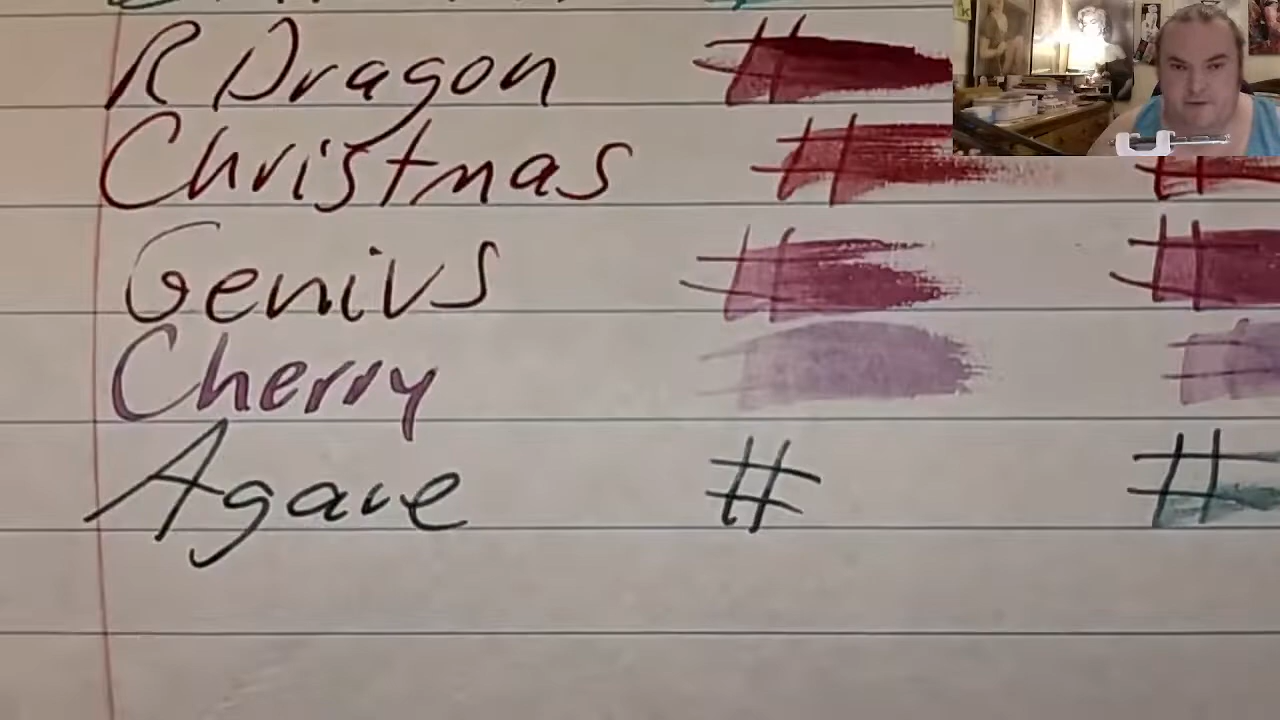 R Dragon #
Christmas # #
Genius # #
Cherry
Agave # #